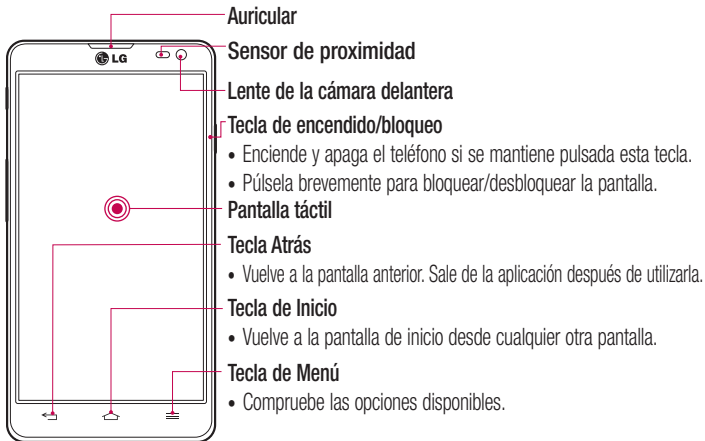 Auricular
LG
Sensor de proximidad
Lente de la cámara delantera
Tecla de encendido/bloqueo
• Enciende y apaga el teléfono si se mantiene pulsada esta tecla.
• Púlsela brevemente para bloquear/desbloquear la pantalla.
Pantalla táctil
Tecla Atrás
• Vuelve a la pantalla anterior. Sale de la aplicación después de utilizarla.
Tecla de Inicio
• Vuelve a la pantalla de inicio desde cualquier otra pantalla.
Tecla de Menú
• Compruebe las opciones disponibles.